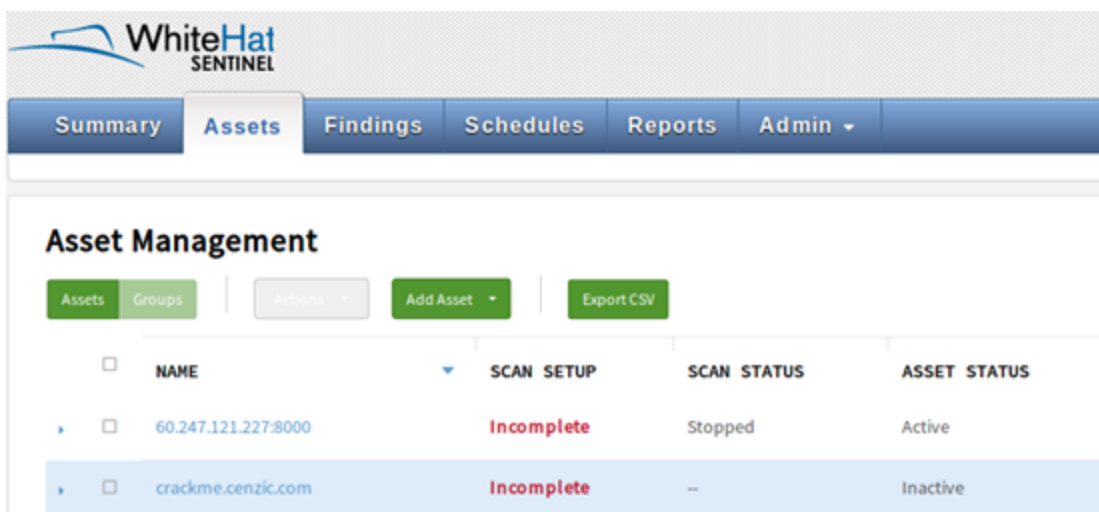 WhiteHat
SENTINEL
Summary Assets Findings Schedules Reports Admin
Asset Management
Assets Groups Actions Add Asset Export CSV
NAME SCAN SETUP SCAN STATUS ASSET STATUS
60.247.121.227:8000 Incomplete Stopped Active
crackme.cenzic.com Incomplete -- Inactive